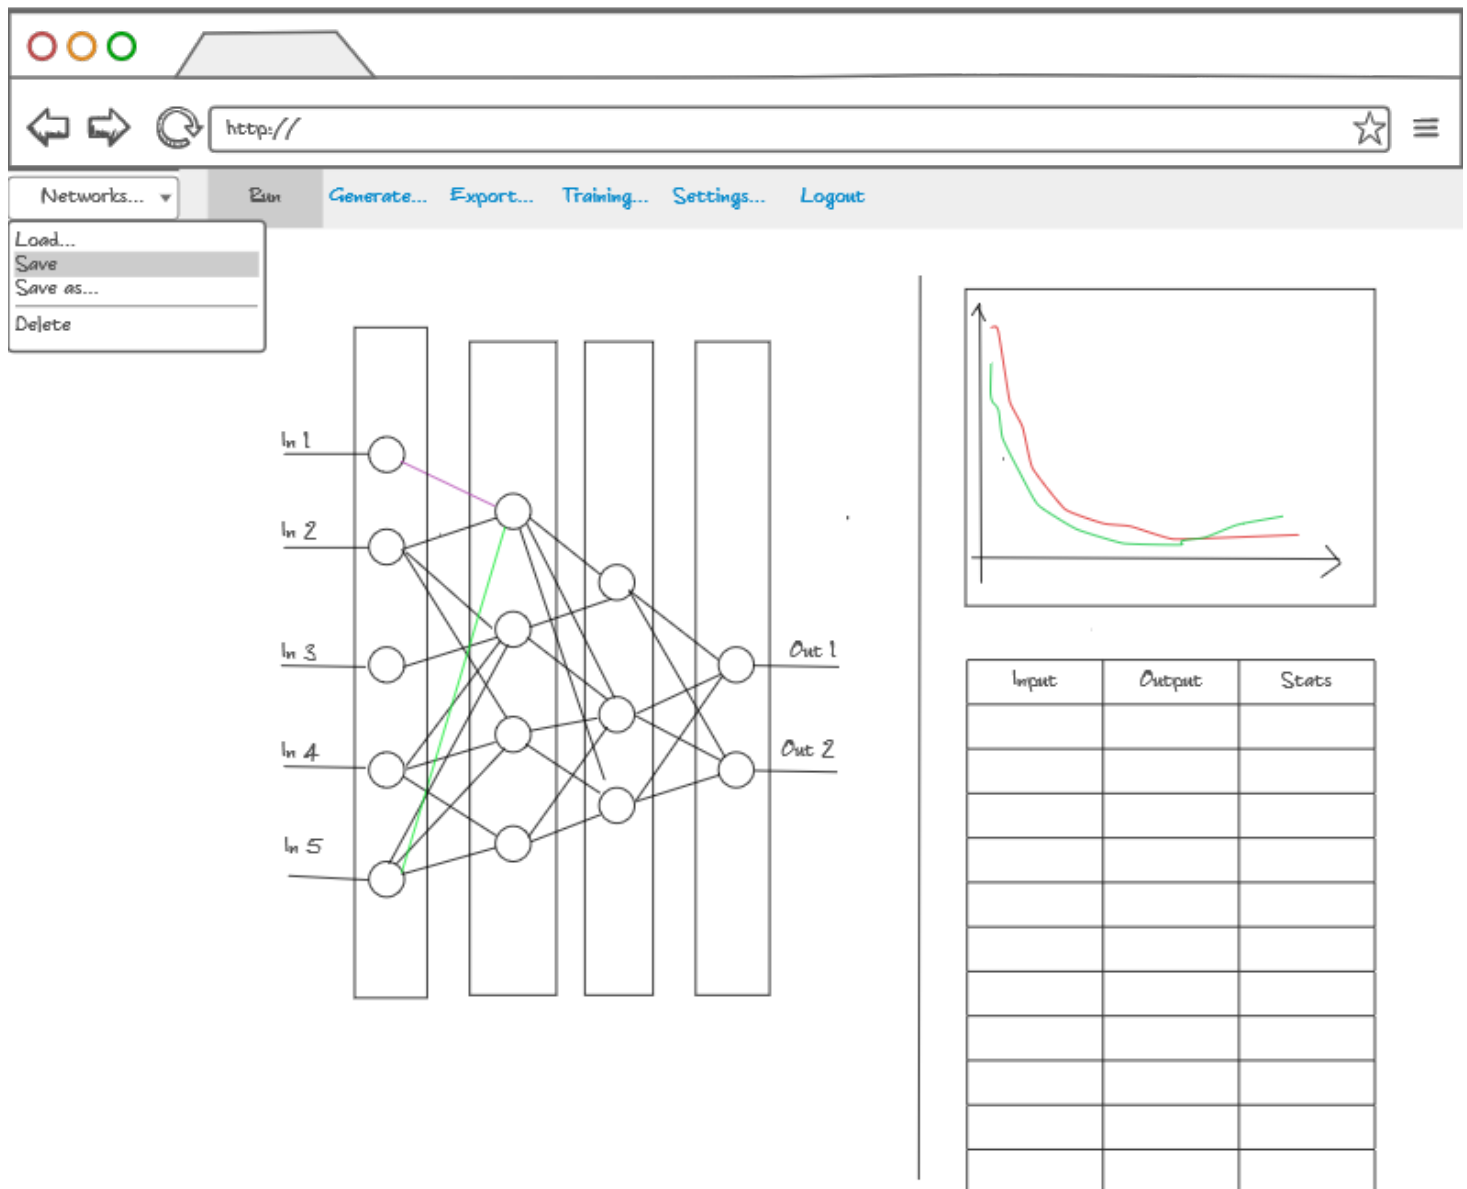 http://
Networks... Run Generate... Export... Training... Settings... Logout
Load...
Save
Save as...
Delete
In 1
In 2
In 3
In 4
In 5
Out 1
Out 2
Input Output Stats